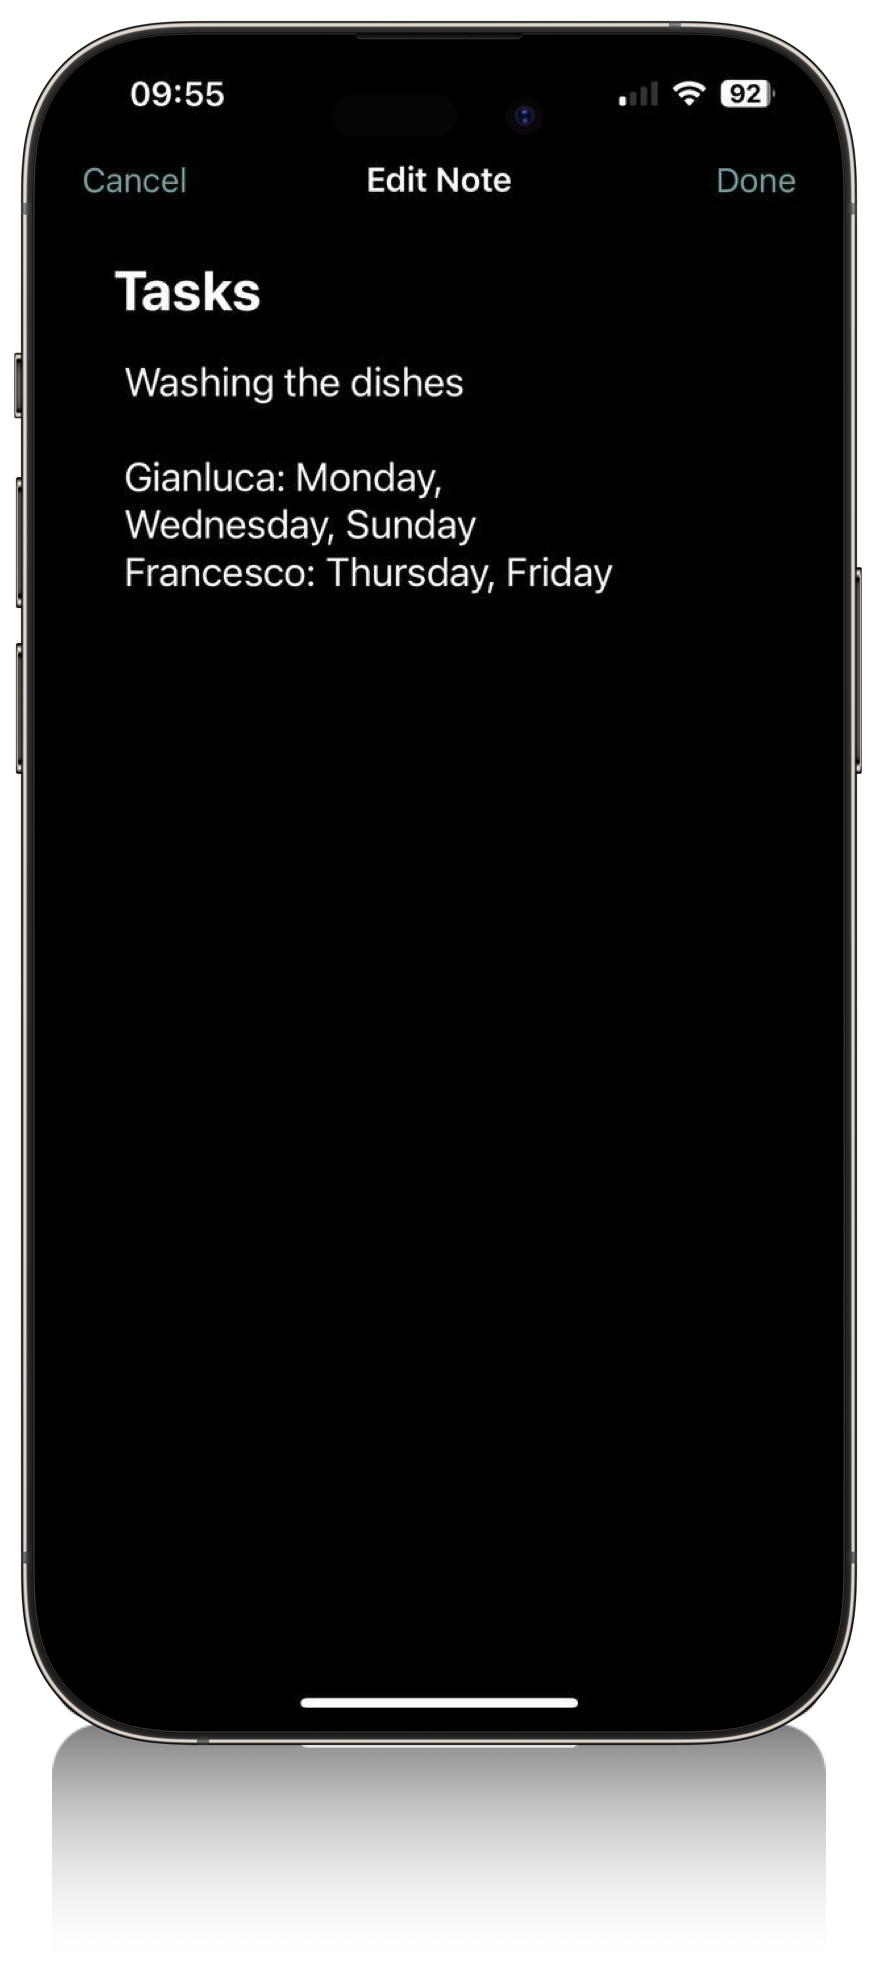 09:55
92
Cancel
Edit Note
Done
Tasks
Washing the dishes
Gianluca: Monday,
Wednesday, Sunday
Francesco: Thursday, Friday